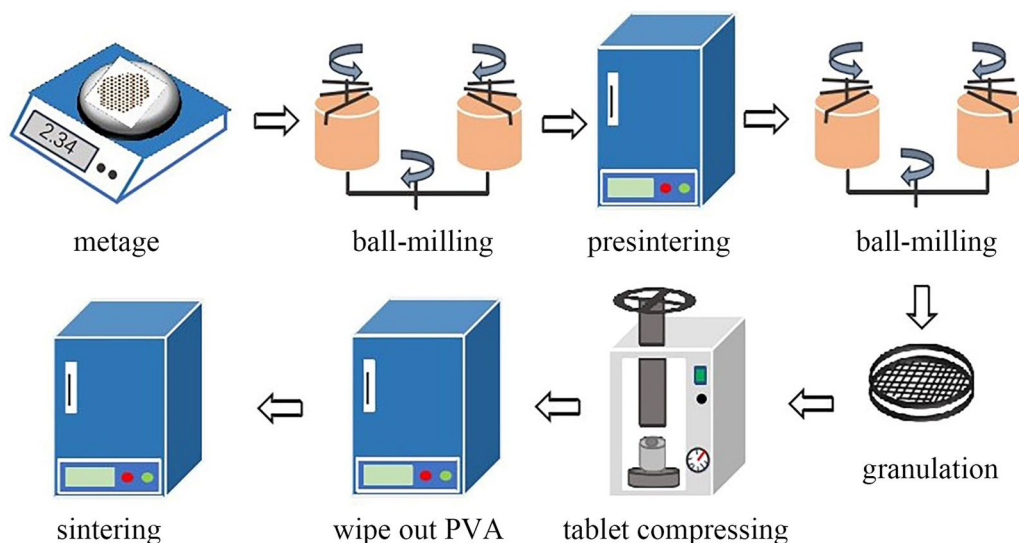 2.34
metage
ball-milling
presintering
ball-milling
granulation
tablet compressing
wipe out PVA
sintering